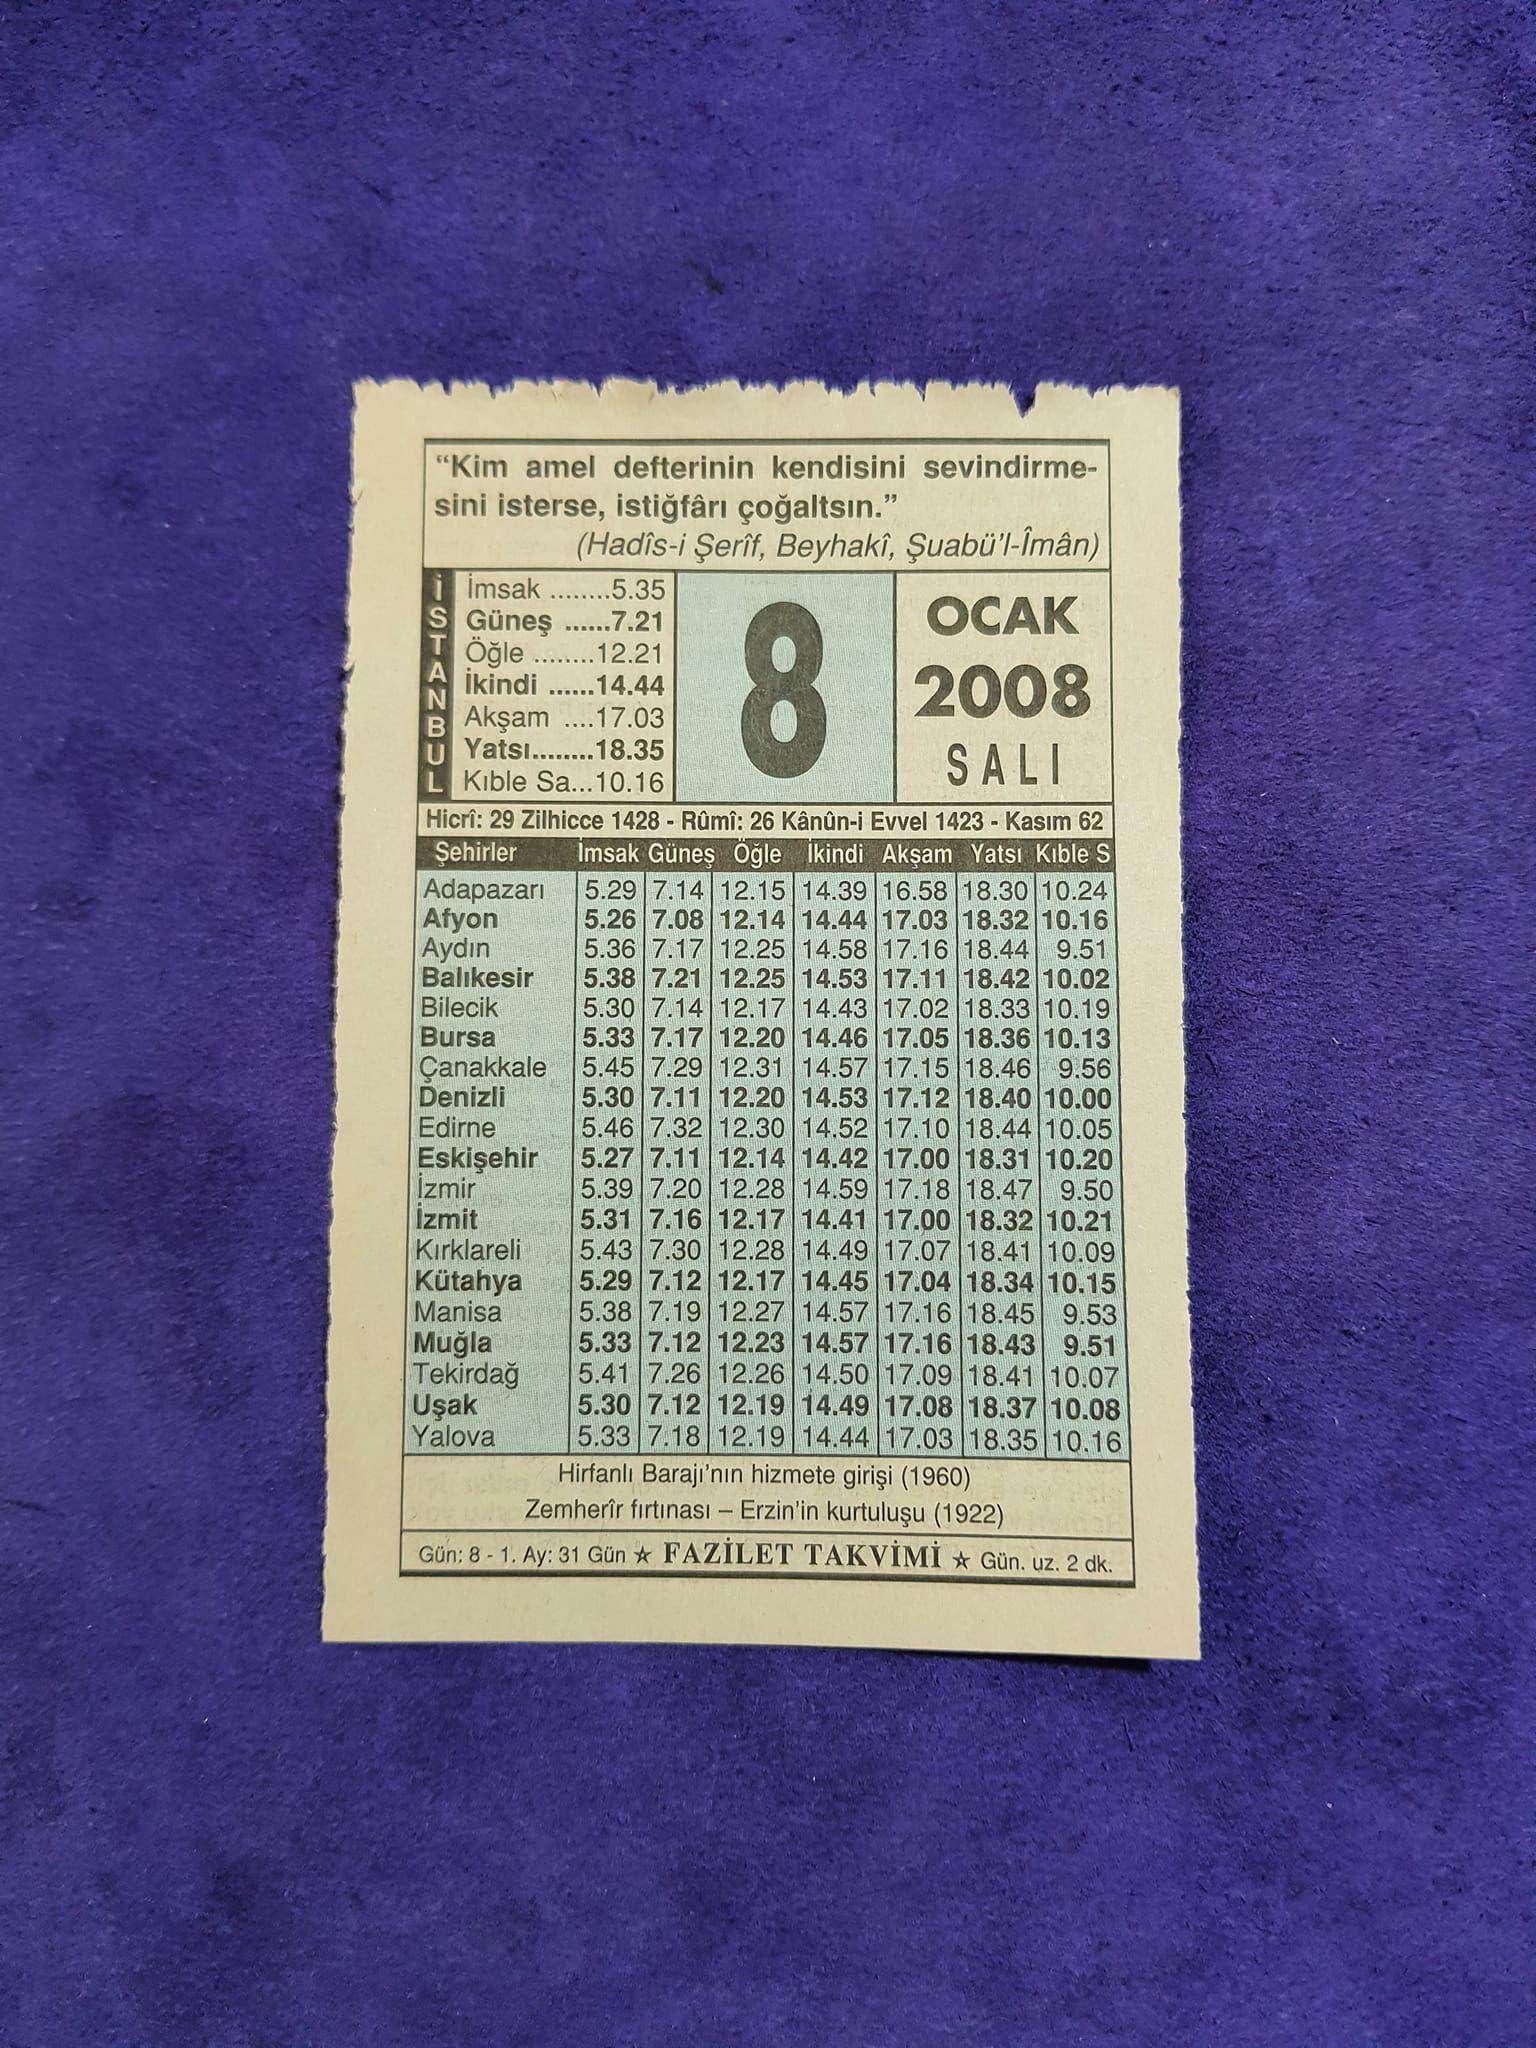 “Kim amel defterinin kendisini sevindirme-
sini isterse, istiğfârı çoğaltsın.”
(Hadîs-i Şerîf, Beyhakî, Şuabü’l-Îmân)
İSTANBUL
İmsak ........5.35
Güneş ......7.21
Öğle ........12.21
İkindi ......14.44
Akşam ....17.03
Yatsı........18.35
Kıble Sa...10.16
8
OCAK
2008
SALI
Hicrî: 29 Zilhicce 1428 - Rûmî: 26 Kânûn-i Evvel 1423 - Kasım 62
Şehirler İmsak Güneş Öğle İkindi Akşam Yatsı Kıble S
Adapazarı 5.29 7.14 12.15 14.39 16.58 18.30 10.24
Afyon 5.26 7.08 12.14 14.44 17.03 18.32 10.16
Aydın 5.36 7.17 12.25 14.58 17.16 18.44 9.51
Balıkesir 5.38 7.21 12.25 14.53 17.11 18.42 10.02
Bilecik 5.30 7.14 12.17 14.43 17.02 18.33 10.19
Bursa 5.33 7.17 12.20 14.46 17.05 18.36 10.13
Çanakkale 5.45 7.29 12.31 14.57 17.15 18.46 9.56
Denizli 5.30 7.11 12.20 14.53 17.12 18.40 10.00
Edirne 5.46 7.32 12.30 14.52 17.10 18.44 10.05
Eskişehir 5.27 7.11 12.14 14.42 17.00 18.31 10.20
İzmir 5.39 7.20 12.28 14.59 17.18 18.47 9.50
İzmit 5.31 7.16 12.17 14.41 17.00 18.32 10.21
Kırklareli 5.43 7.30 12.28 14.49 17.07 18.41 10.09
Kütahya 5.29 7.12 12.17 14.45 17.04 18.34 10.15
Manisa 5.38 7.19 12.27 14.57 17.16 18.45 9.53
Muğla 5.33 7.12 12.23 14.57 17.16 18.43 9.51
Tekirdağ 5.41 7.26 12.26 14.50 17.09 18.41 10.07
Uşak 5.30 7.12 12.19 14.49 17.08 18.37 10.08
Yalova 5.33 7.18 12.19 14.44 17.03 18.35 10.16
Hirfanlı Barajı’nın hizmete girişi (1960)
Zemherîr fırtınası – Erzin’in kurtuluşu (1922)
Gün: 8 - 1. Ay: 31 Gün ☆ FAZİLET TAKVİMİ ☆ Gün. uz. 2 dk.